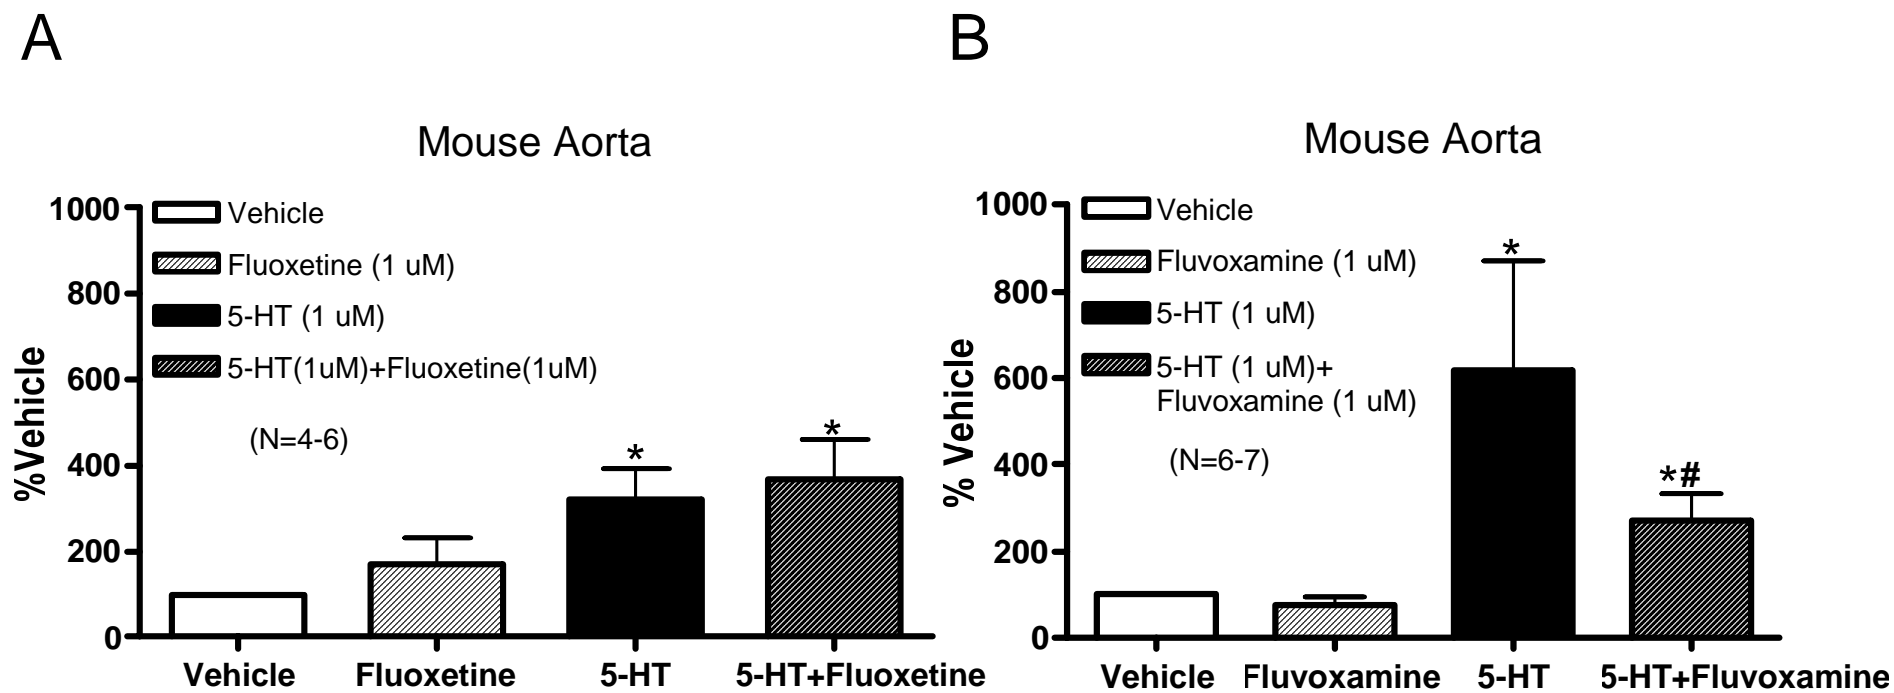 A
Mouse Aorta
%Vehicle
1000
800
600
400
200
0
Vehicle
Fluoxetine (1 uM)
5-HT (1 uM)
5-HT(1uM)+Fluoxetine(1uM)
(N=4-6)
*
*
Vehicle
Fluoxetine
5-HT
5-HT+Fluoxetine
B
Mouse Aorta
% Vehicle
1000
800
600
400
200
0
Vehicle
Fluvoxamine (1 uM)
5-HT (1 uM)
5-HT (1 uM)+
Fluvoxamine (1 uM)
(N=6-7)
*
*#
Vehicle
Fluvoxamine
5-HT
5-HT+Fluvoxamine